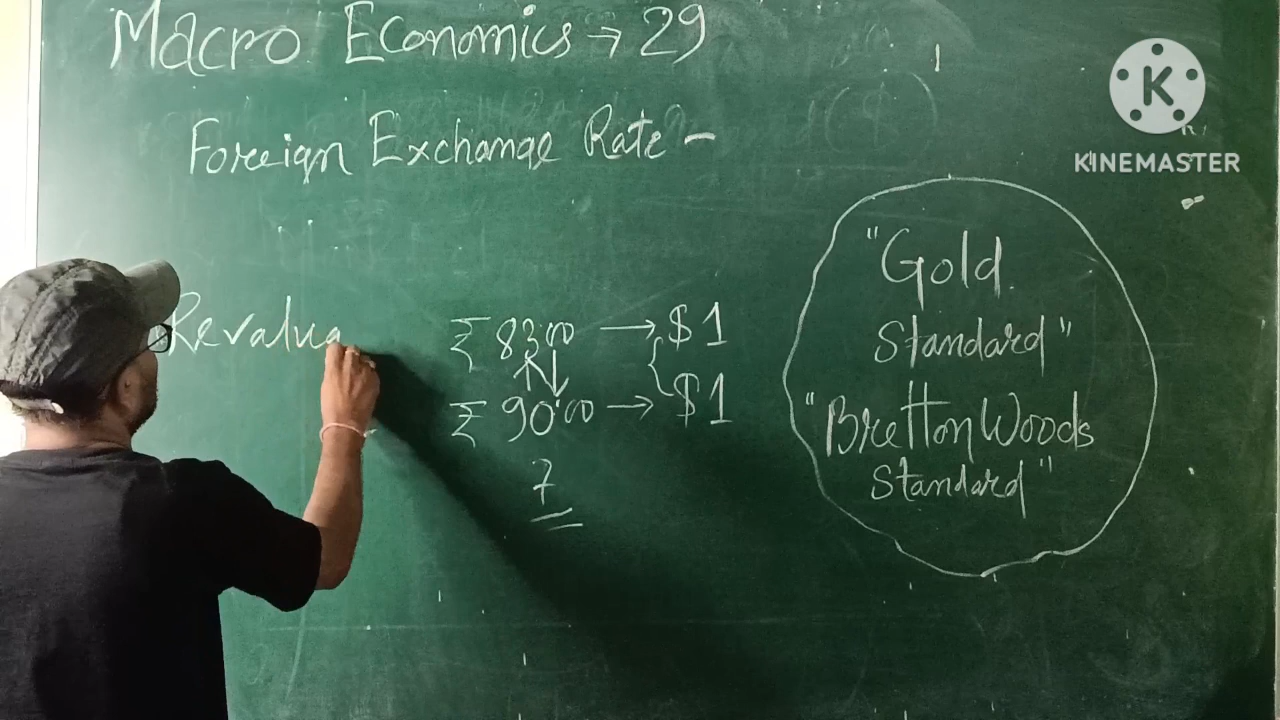 Macro Economics → 29
Foreign Exchange Rate -
Revalua
₹ 83.00 → $1
₹ 90.00 → $1
7
"Gold
Standard"
"Bretton Woods
Standard"
K
KINEMASTER